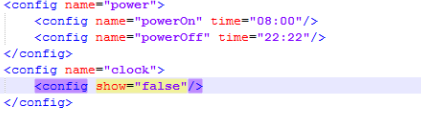 <config name="power">
<config name="powerOn" time="08:00"/>
<config name="powerOff" time="22:22"/>
</config>
<config name="clock">
<config show="false"/>
</config>